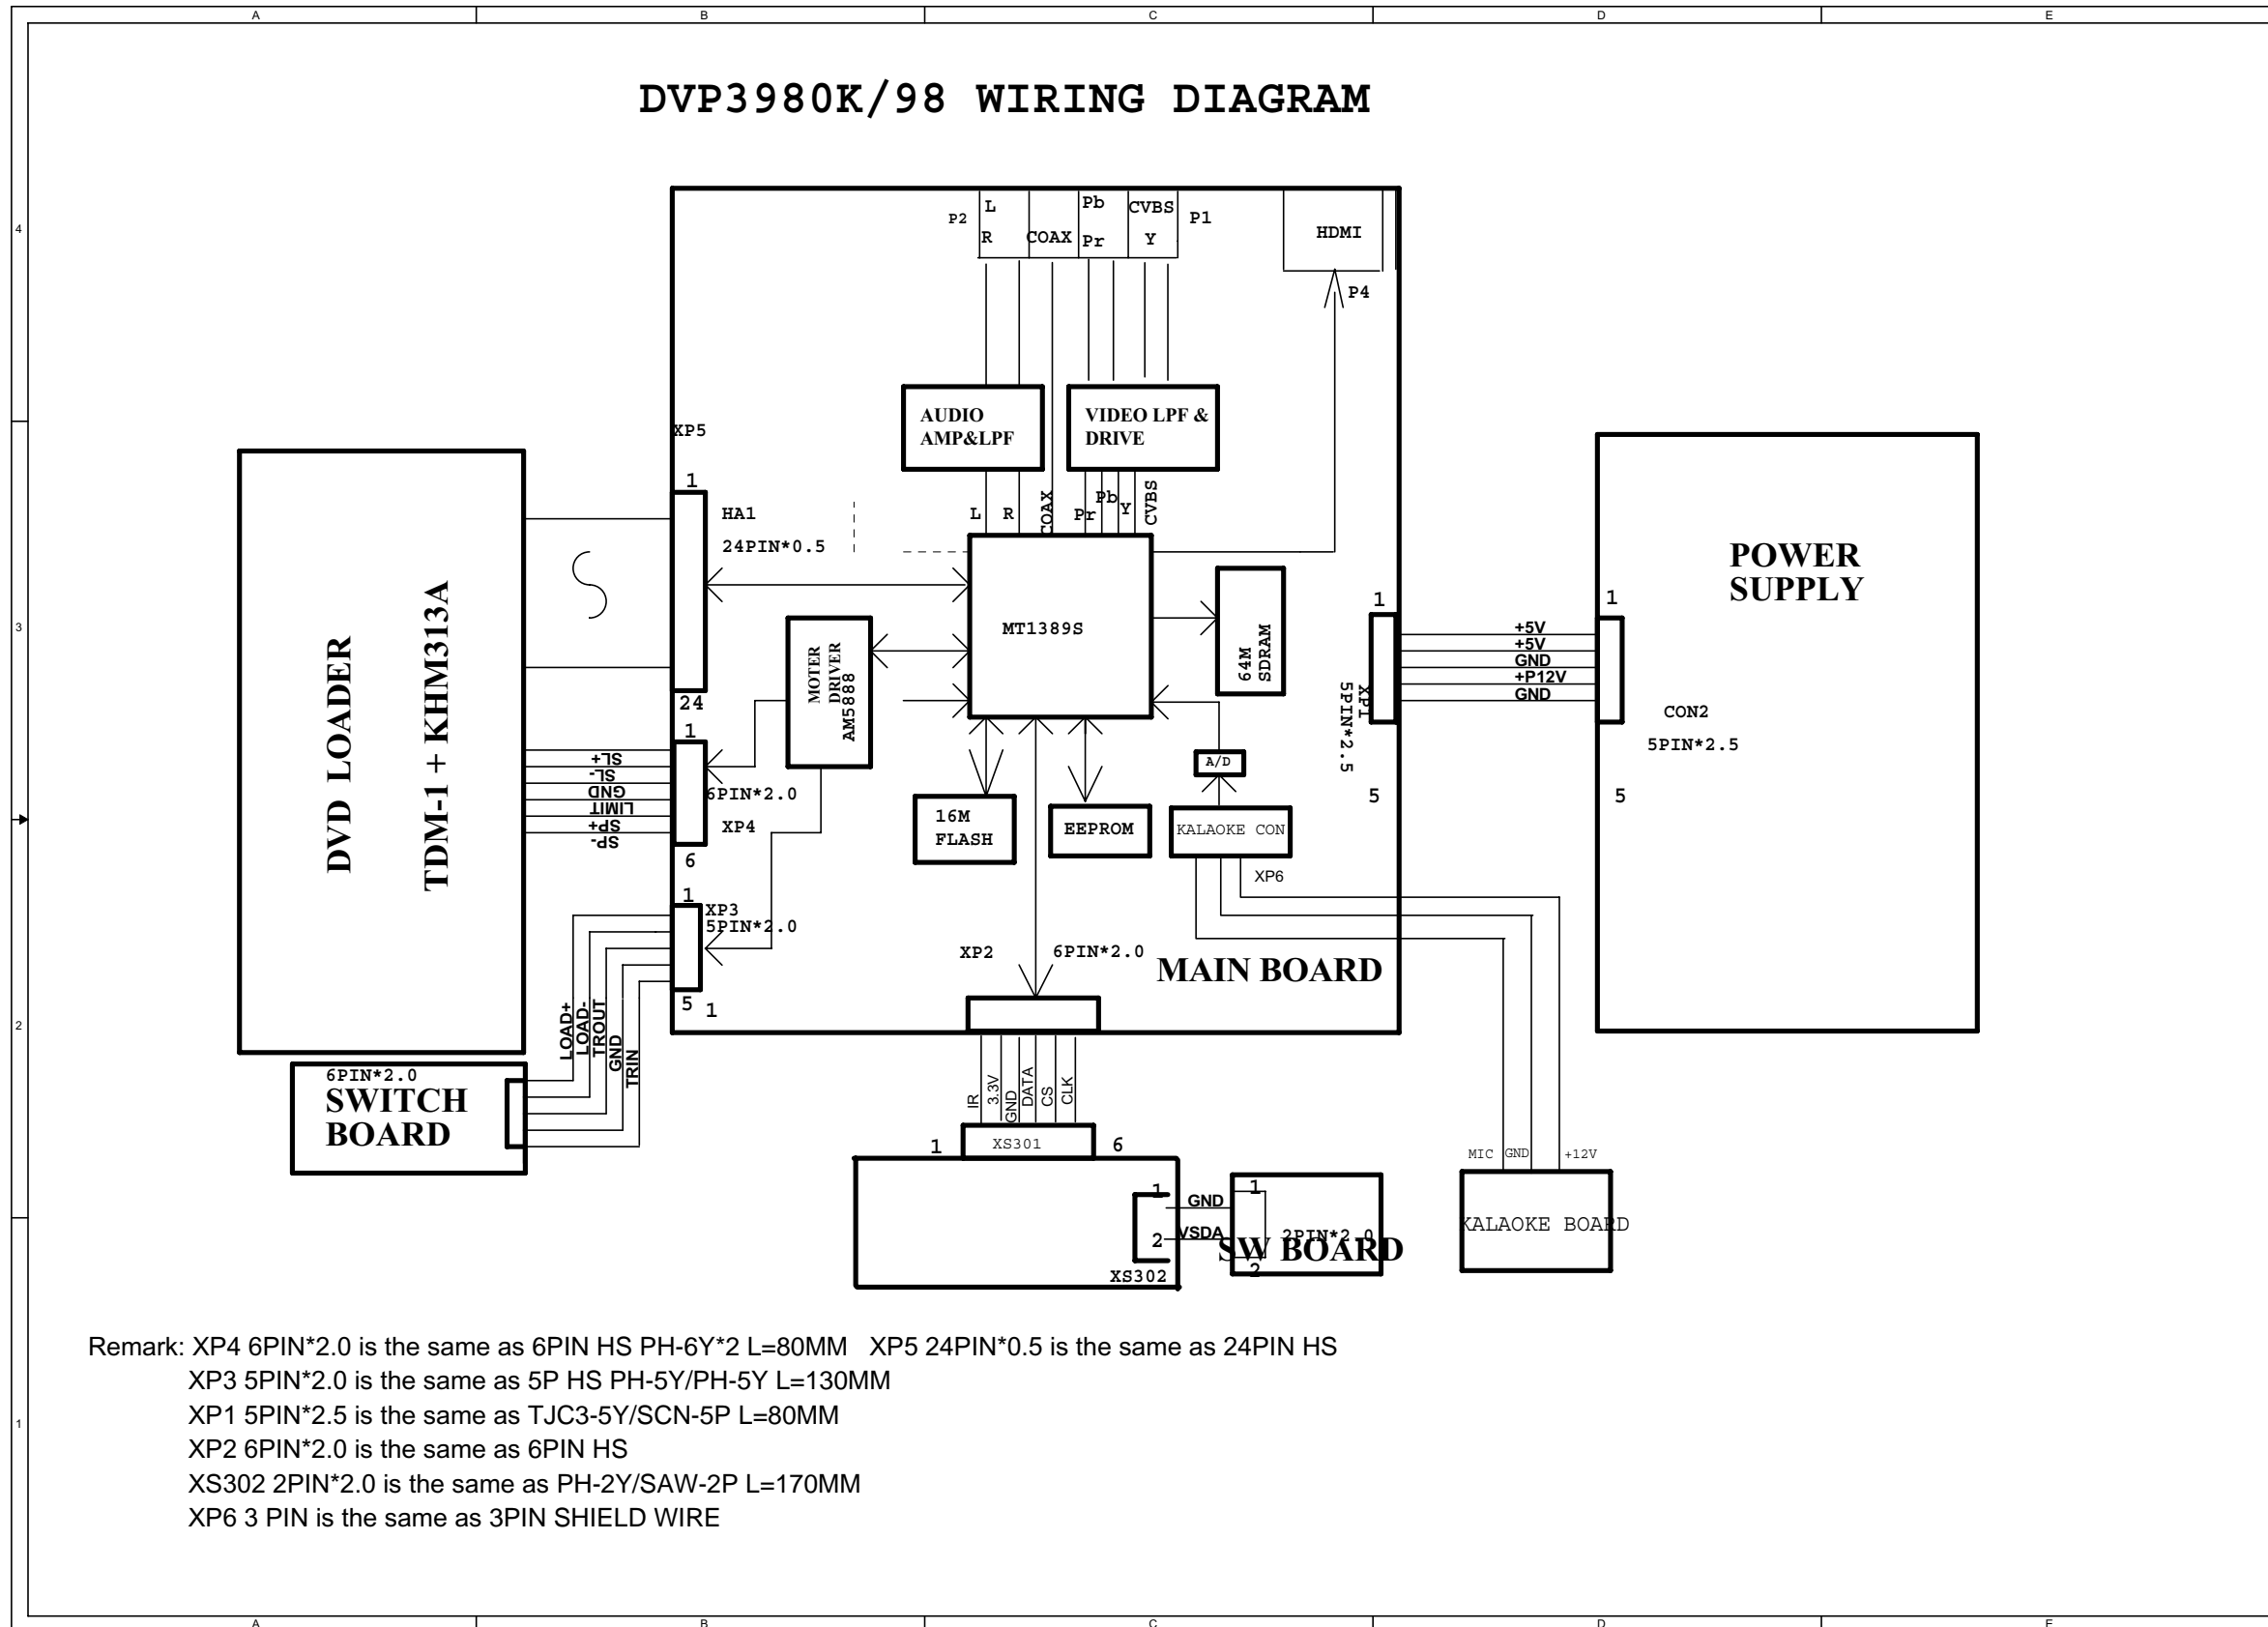 A B C D E
DVP3980K/98 WIRING DIAGRAM
4
P2
L
R
COAX
Pb
Pr
CVBS
Y
P1
HDMI
P4
AUDIO
AMP&LPF
VIDEO LPF &
DRIVE
XP5
1
HA1
24PIN*0.5
24
L
R
COAX
Pr
Pb
Y
CVBS
3
DVD LOADER
TDM-1 + KHM313A
MT1389S
64M
SDRAM
MOTER
DRIVER
AM5888
1
XP1
5PIN*2.5
5
+5V
+5V
GND
+P12V
GND
1
POWER
SUPPLY
CON2
5PIN*2.5
5
SL+
SL-
GND
LIMIT
SP+
SP-
1
6PIN*2.0
XP4
6
16M
FLASH
EEPROM
A/D
KALAOKE CON
XP6
1
XP3
5PIN*2.0
5
1
XP2
6PIN*2.0
MAIN BOARD
2
LOAD+
LOAD-
TROUT
GND
TRIN
6PIN*2.0
SWITCH
BOARD
IR
3.3V
GND
DATA
CS
CLK
1
XS301
6
1
2
XS302
GND
VSDA
1
2PIN*2.0
SW BOARD
2
MIC
GND
+12V
KALAOKE BOARD
Remark: XP4 6PIN*2.0 is the same as 6PIN HS PH-6Y*2 L=80MM XP5 24PIN*0.5 is the same as 24PIN HS
XP3 5PIN*2.0 is the same as 5P HS PH-5Y/PH-5Y L=130MM
XP1 5PIN*2.5 is the same as TJC3-5Y/SCN-5P L=80MM
XP2 6PIN*2.0 is the same as 6PIN HS
XS302 2PIN*2.0 is the same as PH-2Y/SAW-2P L=170MM
XP6 3 PIN is the same as 3PIN SHIELD WIRE
1
A B C D E